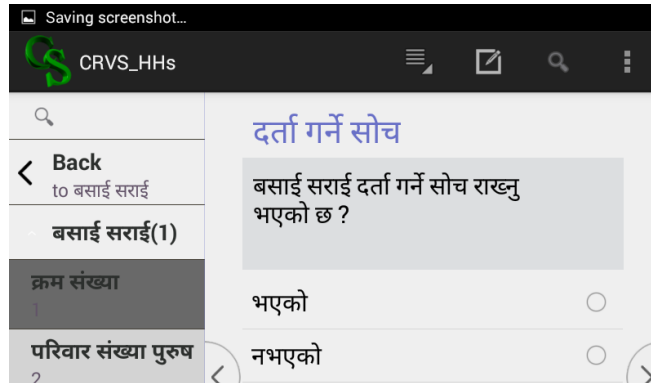 Saving screenshot...
CS CRVS_HHs
Back
to बसाई सराई
बसाई सराई(1)
क्रम संख्या
1
परिवार संख्या पुरुष
2
दर्ता गर्ने सोच
बसाई सराई दर्ता गर्ने सोच राख्नु
भएको छ ?
भएको
नभएको